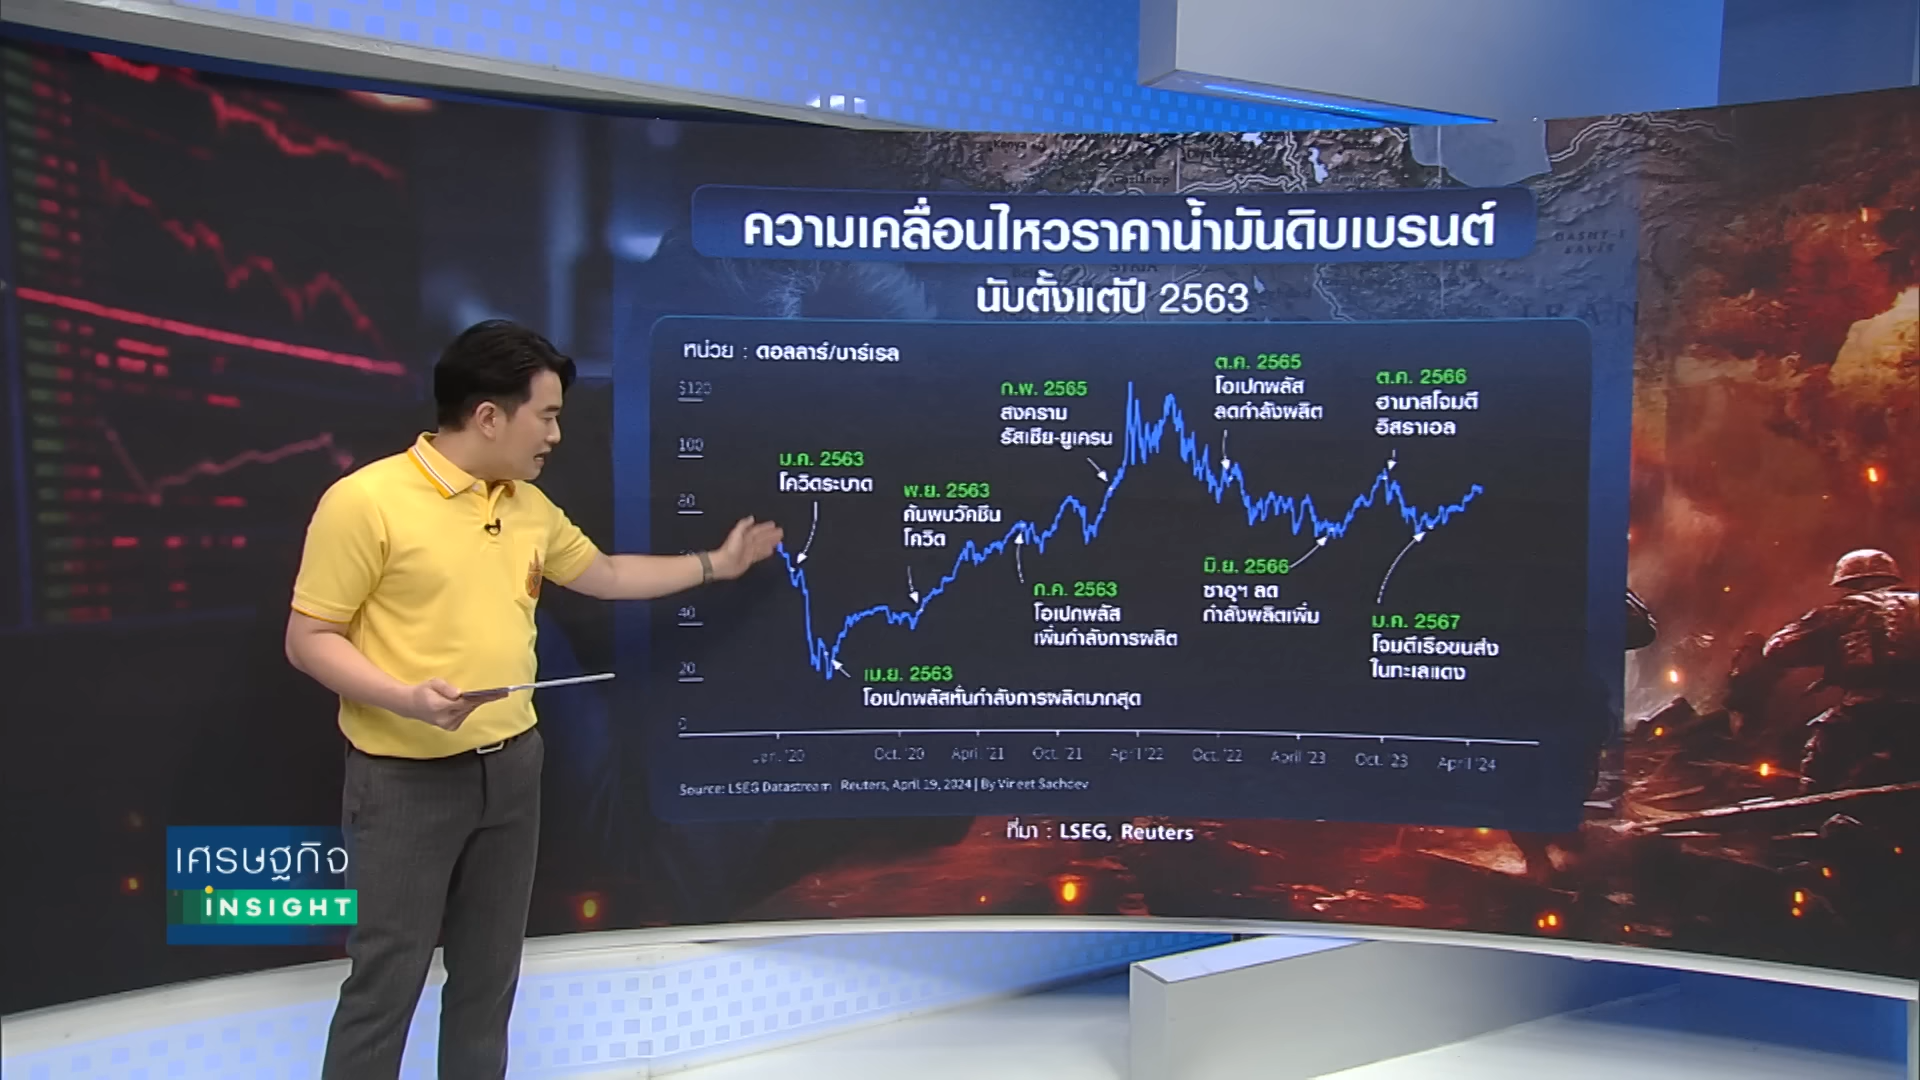 ความเคลื่อนไหวราคาน้ำมันดิบเบรนต์
นับตั้งแต่ปี 2563
หน่วย : ดอลลาร์/บาร์เรล
$120
100
80
40
20
0
ม.ค. 2563
โควิดระบาด
พ.ย. 2563
ค้นพบวัคซีน
โควิด
ก.พ. 2565
สงคราม
รัสเซีย-ยูเครน
ต.ค. 2565
โอเปกพลัส
ลดกำลังผลิต
ต.ค. 2566
ฮามาสโจมตี
อิสราเอล
เม.ย. 2563
โอเปกพลัสหั่นกำลังการผลิตมากสุด
ก.ค. 2563
โอเปกพลัส
เพิ่มกำลังการผลิต
มิ.ย. 2566
ซาอุฯ ลด
กำลังผลิตเพิ่ม
ม.ค. 2567
โจมตีเรือขนส่ง
ในทะเลแดง
Jan. '20
Oct. '20
April '21
Oct. '21
April '22
Oct. '22
April '23
Oct. '23
April '24
Source: LSEG Datastream | Reuters, April 19, 2024 | By Vineet Sachdev
ที่มา : LSEG, Reuters
เศรษฐกิจ
iNSIGHT
IRAN
SYRIA
Konya
Gaziantep
DASHT-E
KAVIR